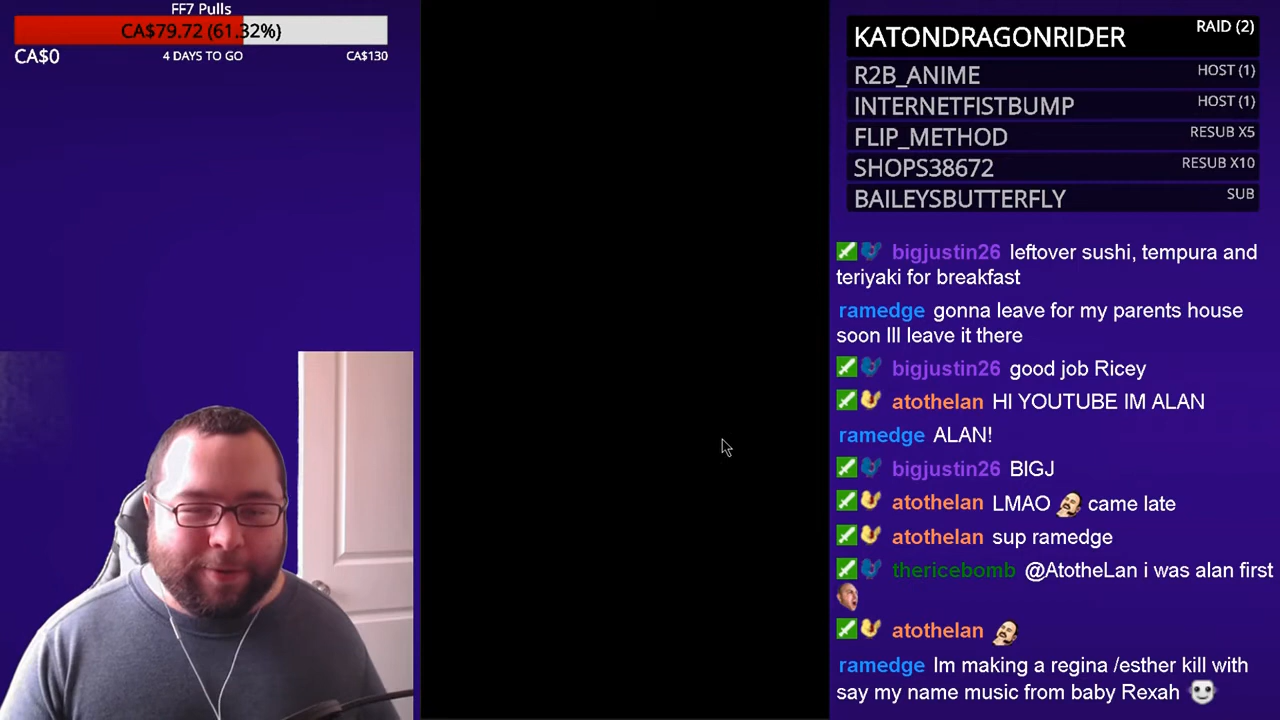 FF7 Pulls
CA$79.72 (61.32%)
CA$0
4 DAYS TO GO
CA$130
KATONDRAGONRIDER RAID (2)
R2B_ANIME HOST (1)
INTERNETFISTBUMP HOST (1)
FLIP_METHOD RESUB X5
SHOPS38672 RESUB X10
BAILEYSBUTTERFLY SUB
bigjustin26 leftover sushi, tempura and
teriyaki for breakfast
ramedge gonna leave for my parents house
soon Ill leave it there
bigjustin26 good job Ricey
atothelan HI YOUTUBE IM ALAN
ramedge ALAN!
bigjustin26 BIGJ
atothelan LMAO came late
atothelan sup ramedge
thericebomb @AtotheLan i was alan first
atothelan
ramedge Im making a regina /esther kill with
say my name music from baby Rexah